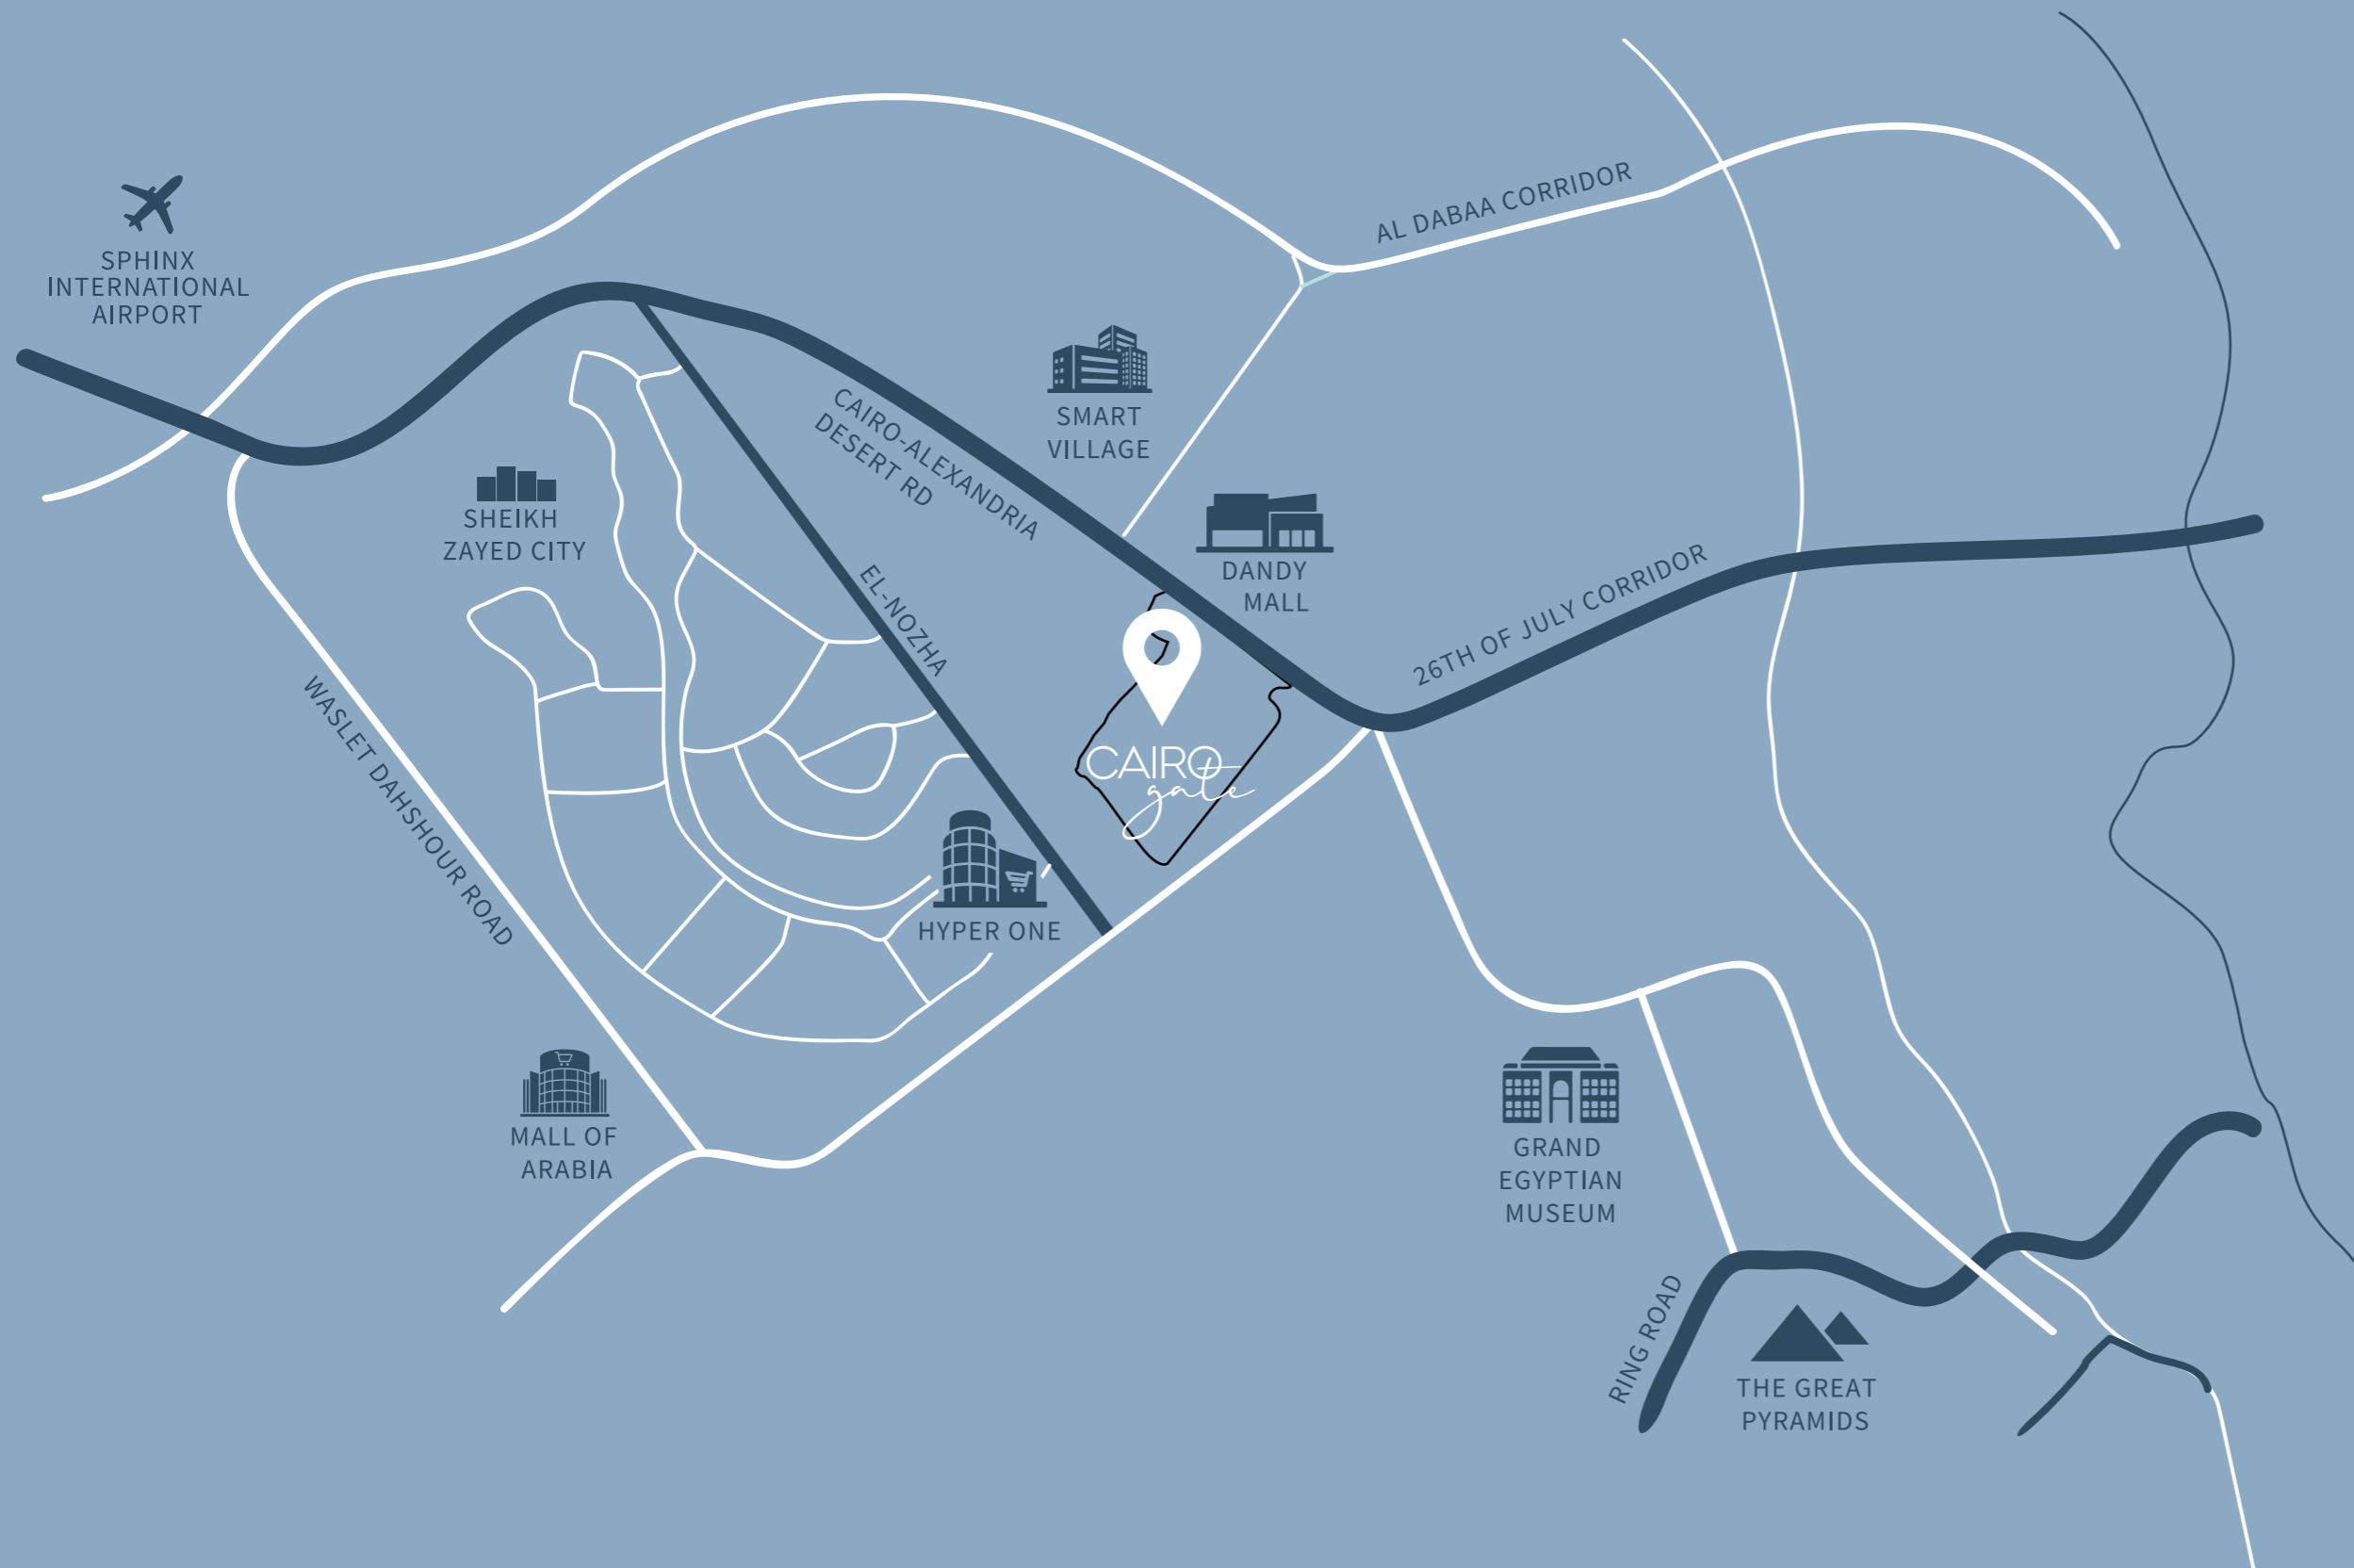 AL DABAA CORRIDOR
SPHINX
INTERNATIONAL
AIRPORT
CAIRO-ALEXANDRIA
DESERT RD
SMART
VILLAGE
SHEIKH
ZAYED CITY
DANDY
MALL
EL-NOZHA
26TH OF JULY CORRIDOR
WASLET DAHSHOUR ROAD
CAIRO
gate
HYPER ONE
MALL OF
ARABIA
GRAND
EGYPTIAN
MUSEUM
RING ROAD
THE GREAT
PYRAMIDS